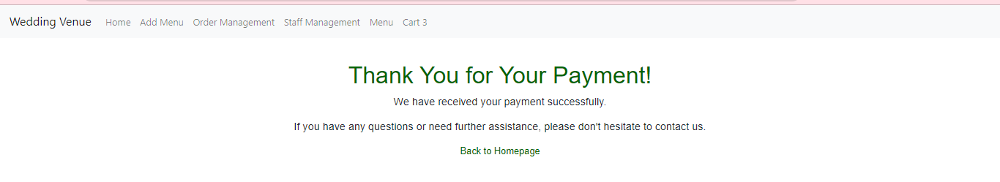 Wedding Venue Home Add Menu Order Management Staff Management Menu Cart 3
Thank You for Your Payment!
We have received your payment successfully.
If you have any questions or need further assistance, please don't hesitate to contact us.
Back to Homepage